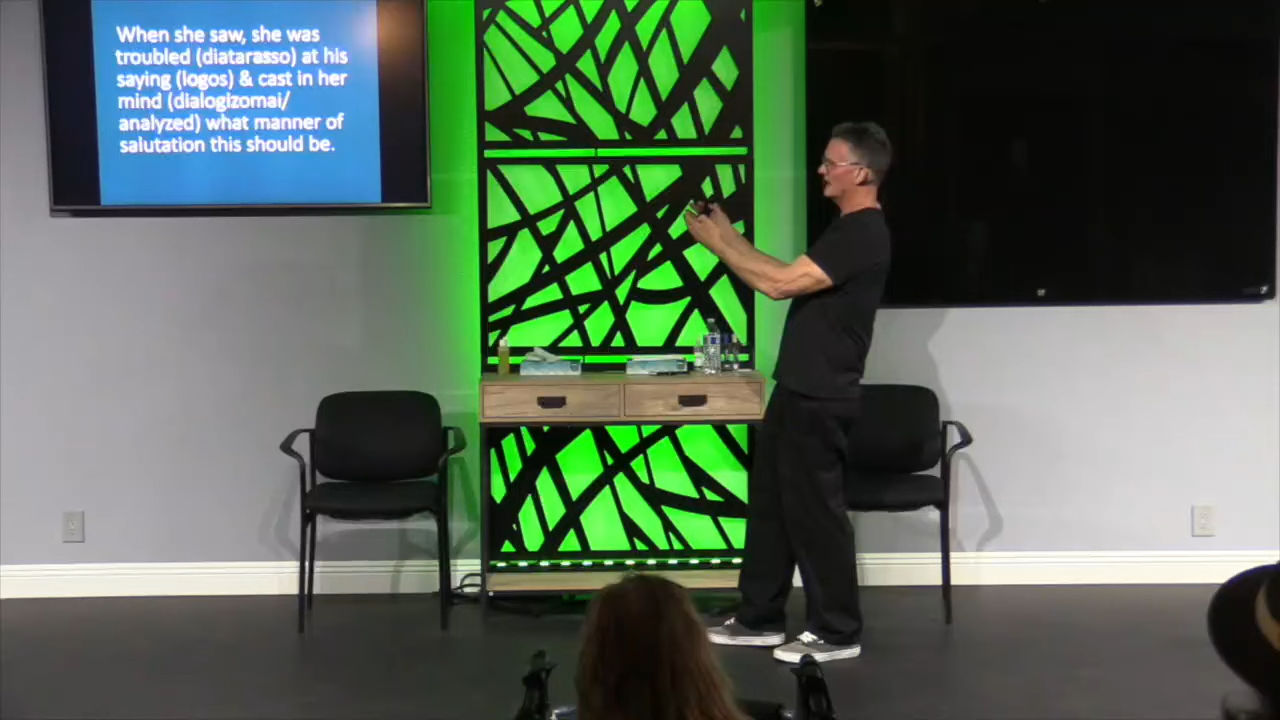 When she saw, she was
troubled (diatarasso) at his
saying (logos) & cast in her
mind (dialogizomai/
analyzed) what manner of
salutation this should be.